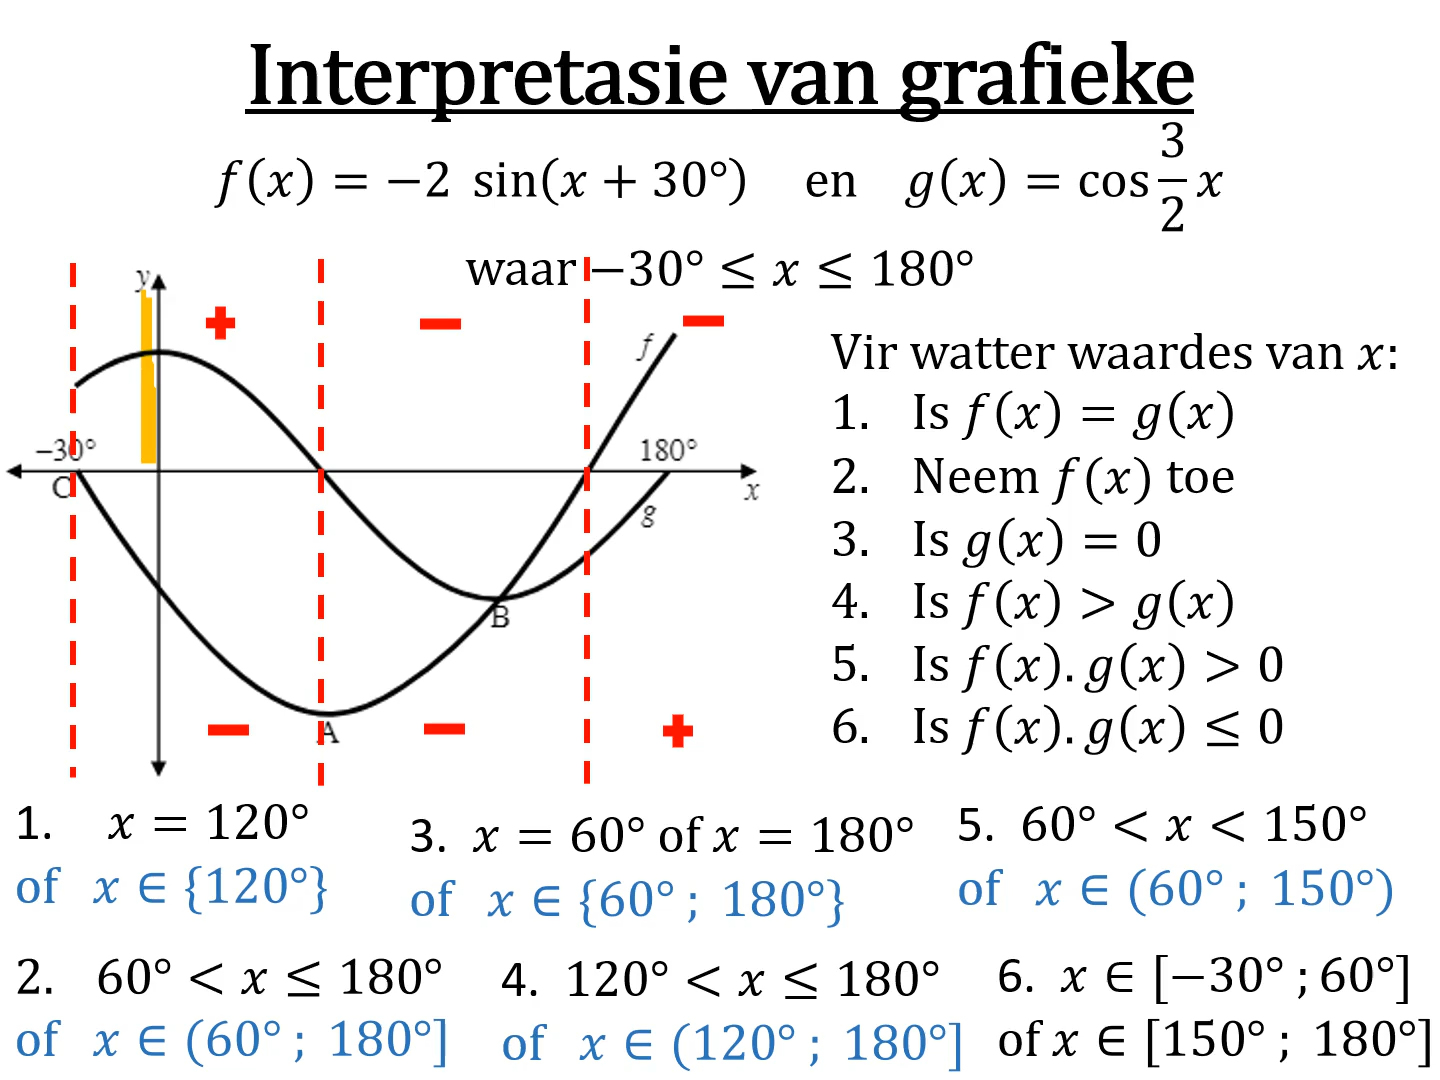 Interpretasie van grafieke
f(x) = −2 sin(x + 30°) en g(x) = cos 3/2 x
waar −30° ≤ x ≤ 180°
y
+
−
−
f
−30°
180°
C
x
g
B
A
−
−
+
Vir watter waardes van x:
1. Is f(x) = g(x)
2. Neem f(x) toe
3. Is g(x) = 0
4. Is f(x) > g(x)
5. Is f(x). g(x) > 0
6. Is f(x). g(x) ≤ 0
1. x = 120°
of x ∈ {120°}
2. 60° < x ≤ 180°
of x ∈ (60° ; 180°]
3. x = 60° of x = 180°
of x ∈ {60° ; 180°}
4. 120° < x ≤ 180°
of x ∈ (120° ; 180°]
5. 60° < x < 150°
of x ∈ (60° ; 150°)
6. x ∈ [−30° ; 60°]
of x ∈ [150° ; 180°]